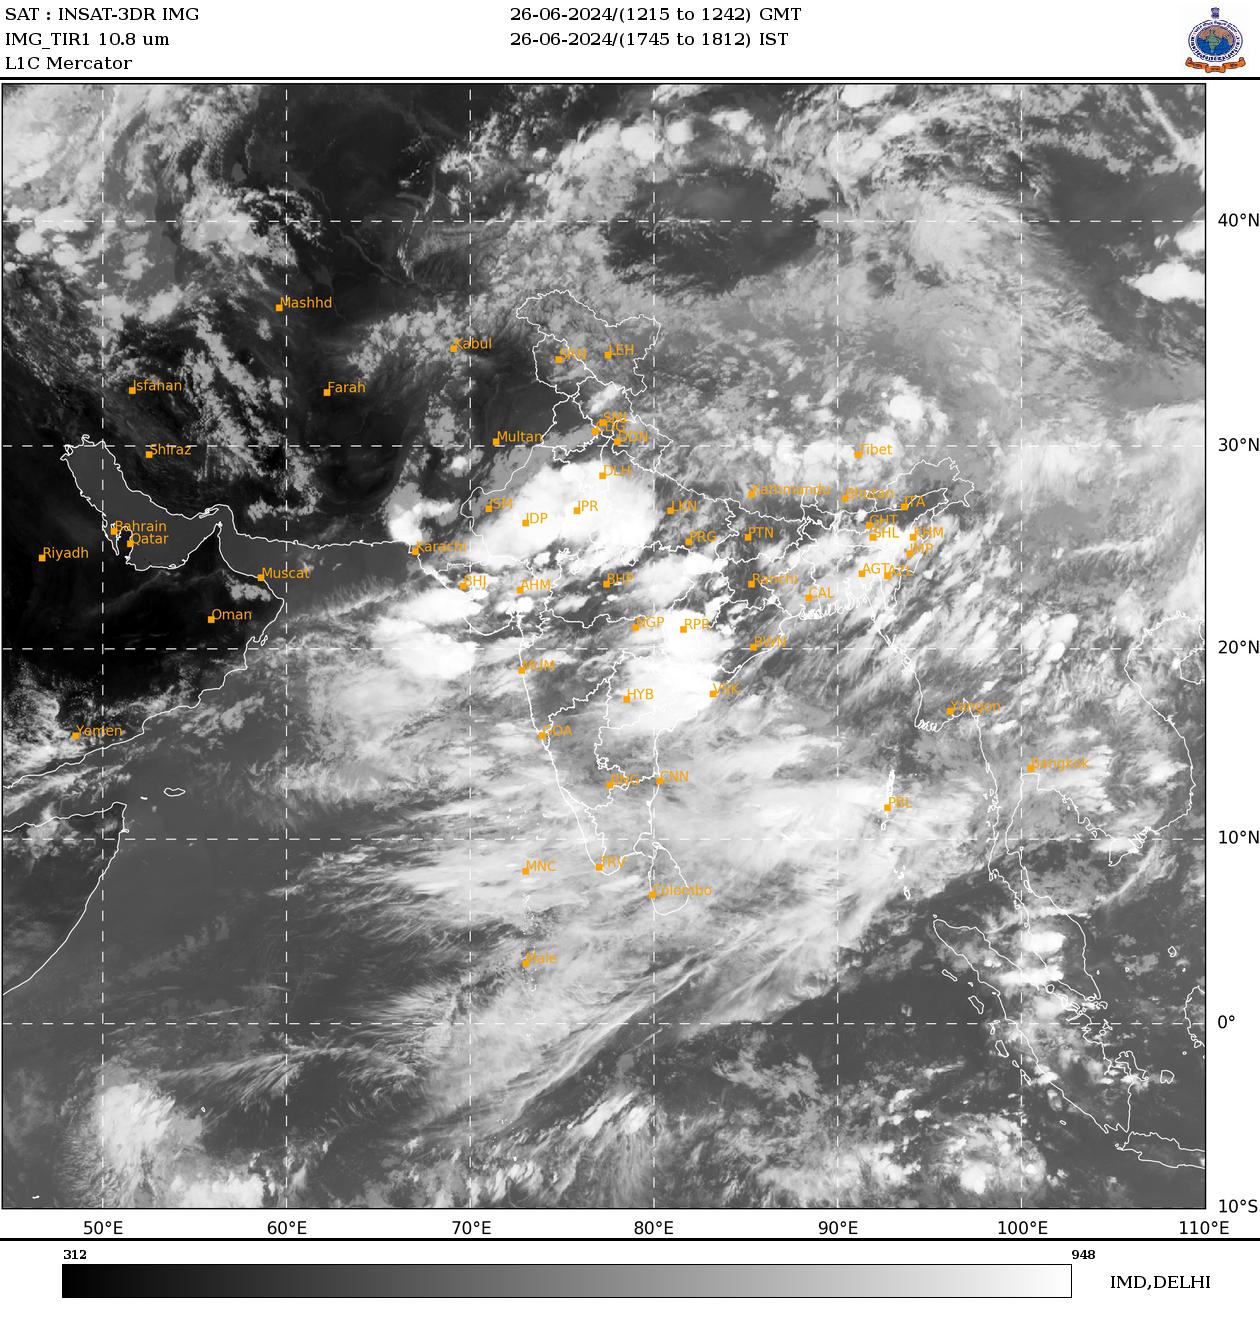 SAT : INSAT-3DR IMG
26-06-2024/(1215 to 1242) GMT
IMG_TIR1 10.8 um
26-06-2024/(1745 to 1812) IST
L1C Mercator
40°N
Mashhd
Kabul
SRN
LEH
Isfahan
Farah
SML
Multan
DDN
30°N
Shiraz
Tibet
DLH
Kathmandu
Bhutan
JSM
JPR
LKN
ITA
JDP
GHT
Bahrain
Qatar
PRG
PTN
SHL
KHM
Karachi
IMP
Riyadh
Muscat
BHJ
AHM
BHP
Ranchi
AGT
AZL
CAL
Oman
NGP
RPR
BWN
20°N
MUM
HYB
VSK
Yangon
Yemen
GOA
Bangkok
BNG
CNN
PBL
10°N
MNC
TRV
Colombo
Male
0°
10°S
50°E
60°E
70°E
80°E
90°E
100°E
110°E
312
948
IMD,DELHI